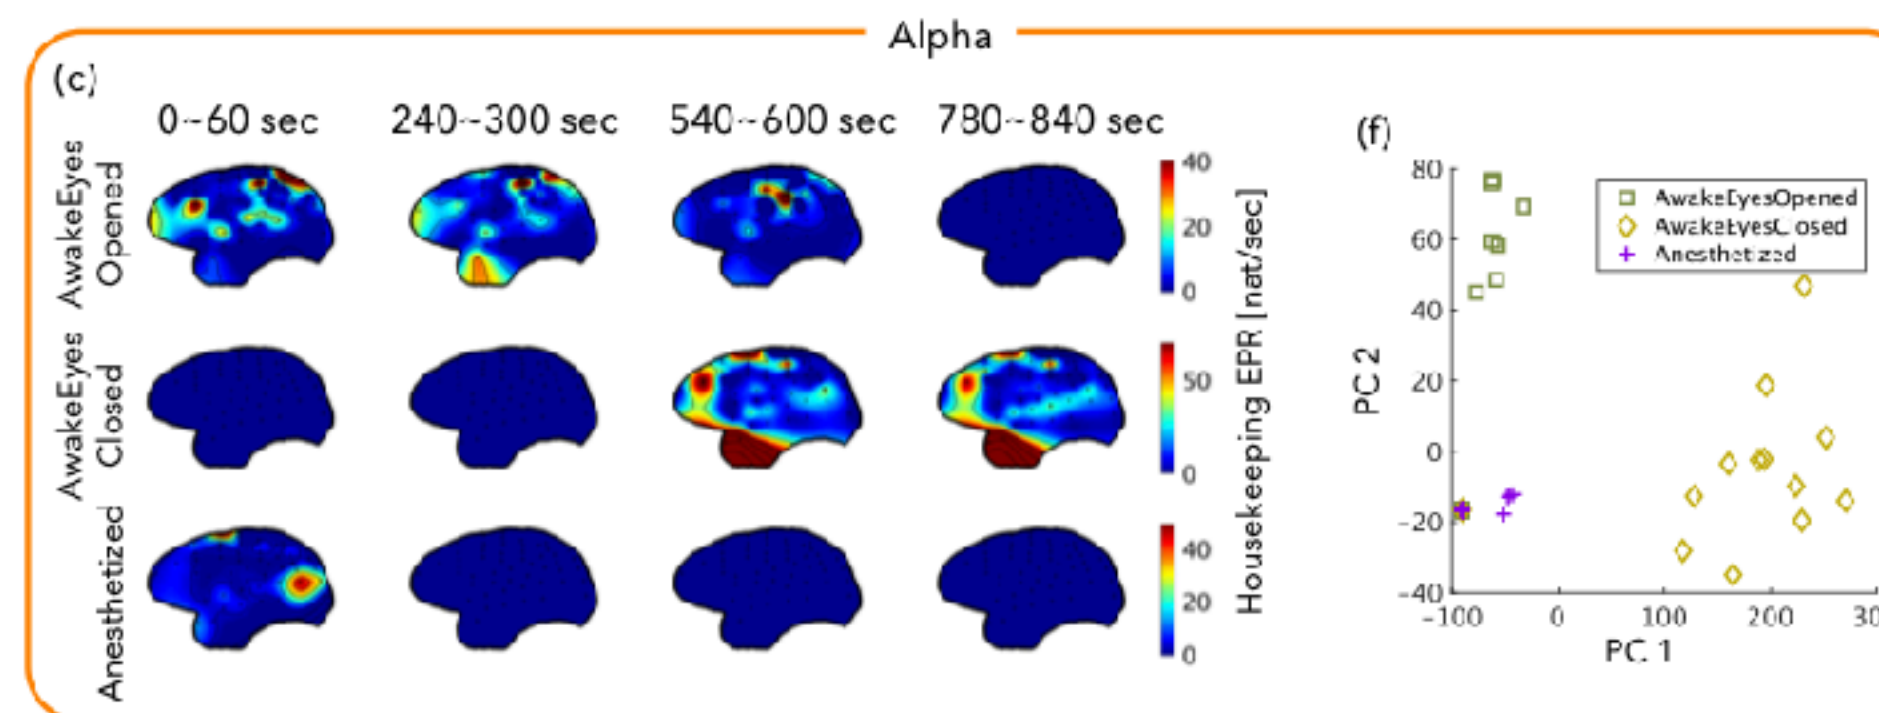 Alpha
(c)
0~60 sec 240~300 sec 540~600 sec 780~840 sec
AwakeEyes
Opened
40
20
0
AwakeEyes
Closed
50
0
Anesthetized
40
20
0
Housekeeping EPR [nat/sec]
(f)
80
60
40
20
0
-20
-40
PC 2
-100 0 100 200 30
PC 1
AwakeEyesOpened
AwakeEyesClosed
Anesthetized